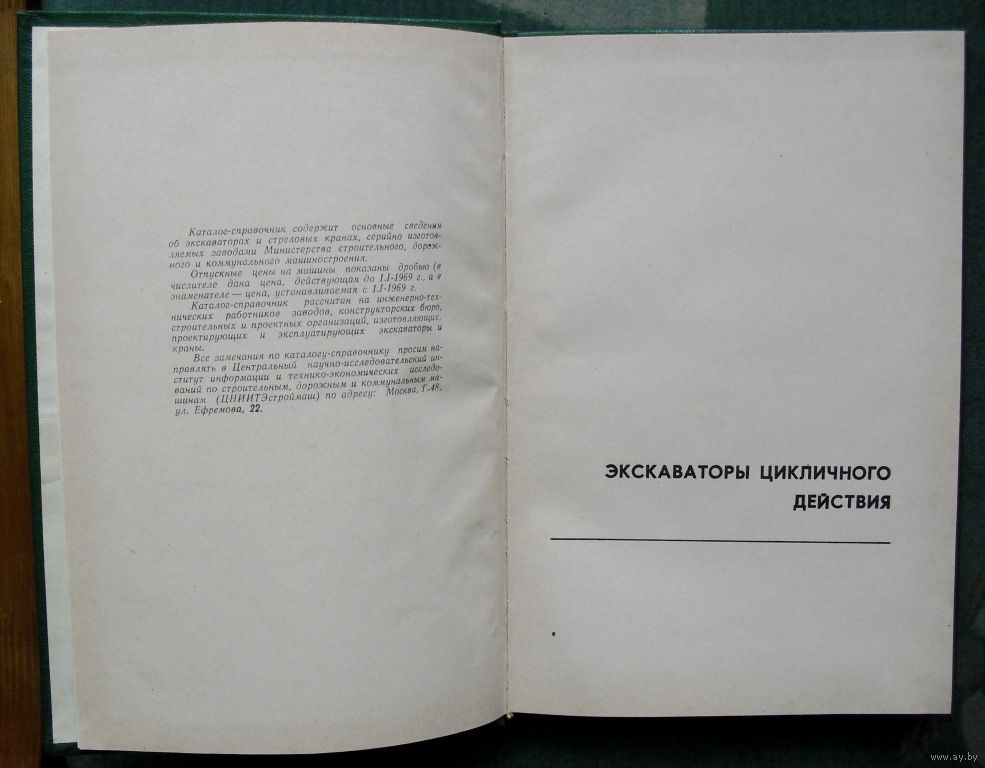 Каталог-справочник содержит основные сведения
об экскаваторах и стреловых кранах, серийно изготов-
ляемых заводами Министерства строительного, дорож-
ного и коммунального машиностроения.
Отпускные цены на машины показаны дробью (в
числителе дана цена, действующая до 1.I-1969 г., а в
знаменателе — цена, устанавливаемая с 1.I-1969 г.
Каталог-справочник рассчитан на инженерно-тех-
нических работников заводов, конструкторских бюро,
строительных и проектных организаций, изготовляющих,
проектирующих и эксплуатирующих экскаваторы и
краны.
Все замечания по каталогу-справочнику просим на-
правлять в Центральный научно-исследовательский ин-
ститут информации и технико-экономических исследо-
ваний по строительным, дорожным и коммунальным ма-
шинам (ЦНИИТЭстроймаш) по адресу: Москва, Г-48,
ул. Ефремова, 22.
ЭКСКАВАТОРЫ ЦИКЛИЧНОГО
ДЕЙСТВИЯ
www.ay.by